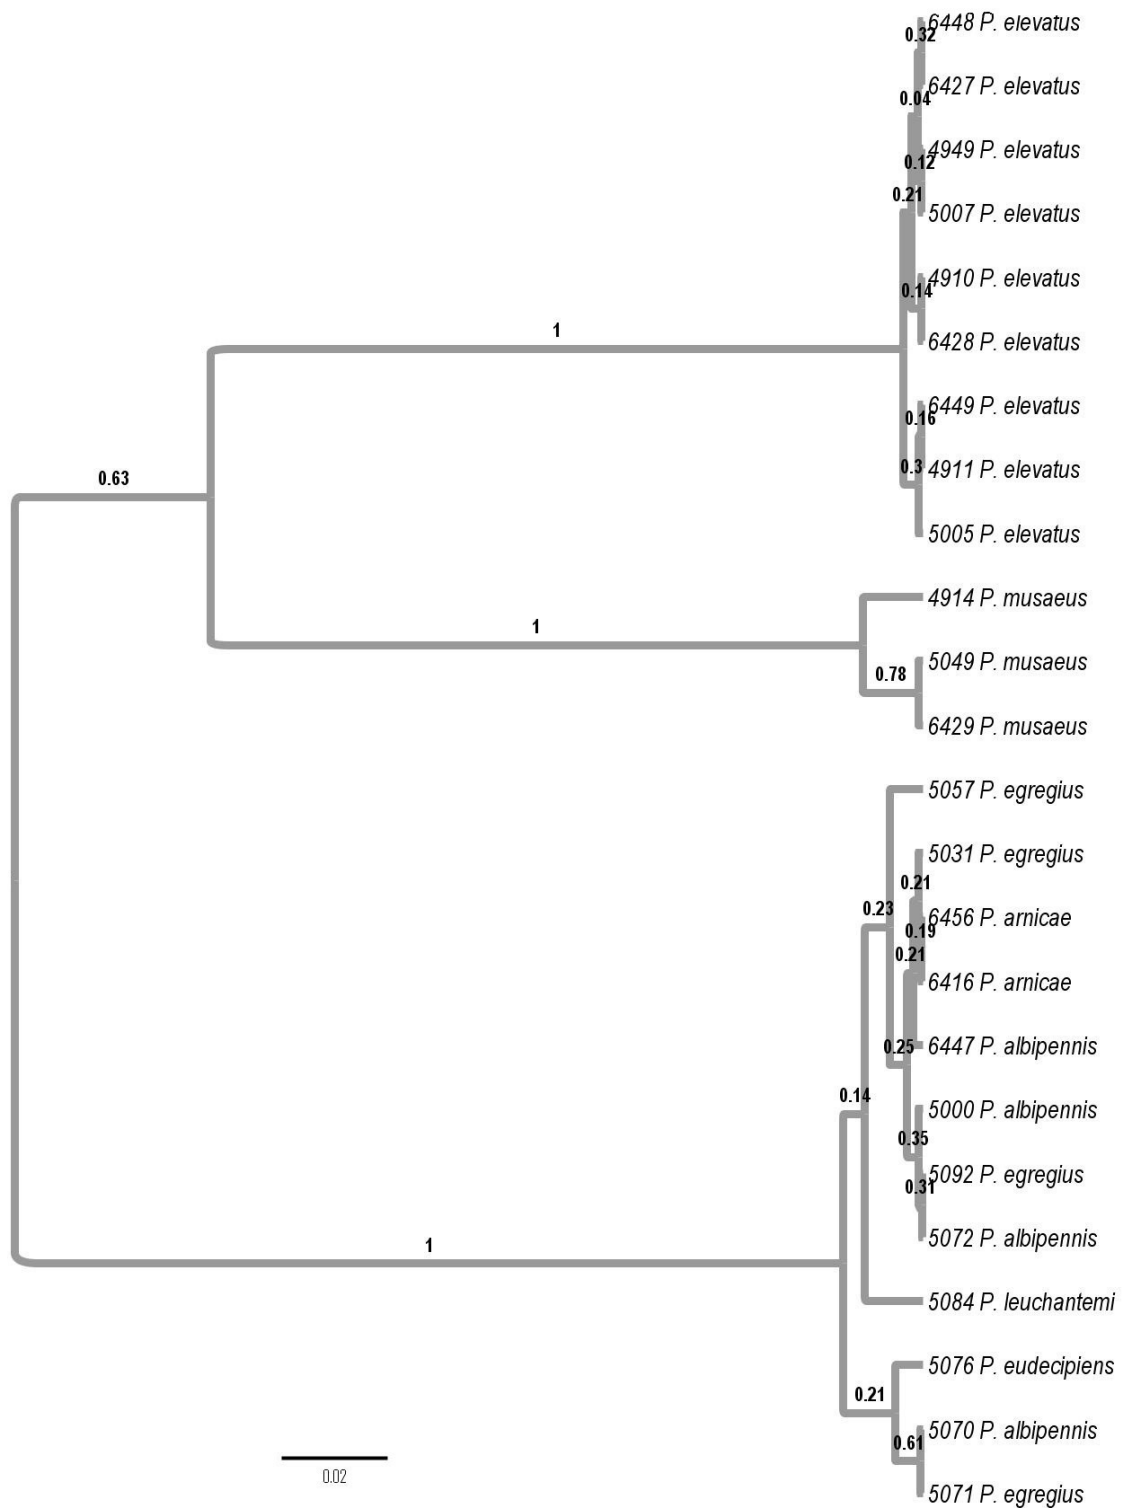 6448 P. elevatus
0.32
6427 P. elevatus
0.04
4949 P. elevatus
0.12
0.21
5007 P. elevatus
4910 P. elevatus
0.14
1
6428 P. elevatus
6449 P. elevatus
0.16
0.3
4911 P. elevatus
0.63
5005 P. elevatus
4914 P. musaeus
1
5049 P. musaeus
0.78
6429 P. musaeus
5057 P. egregius
5031 P. egregius
0.21
0.23
6456 P. arnicae
0.19
0.21
6416 P. arnicae
0.25
6447 P. albipennis
0.14
5000 P. albipennis
0.35
5092 P. egregius
0.31
5072 P. albipennis
1
5084 P. leuchantemi
5076 P. eudecipiens
0.21
5070 P. albipennis
0.61
0.02
5071 P. egregius